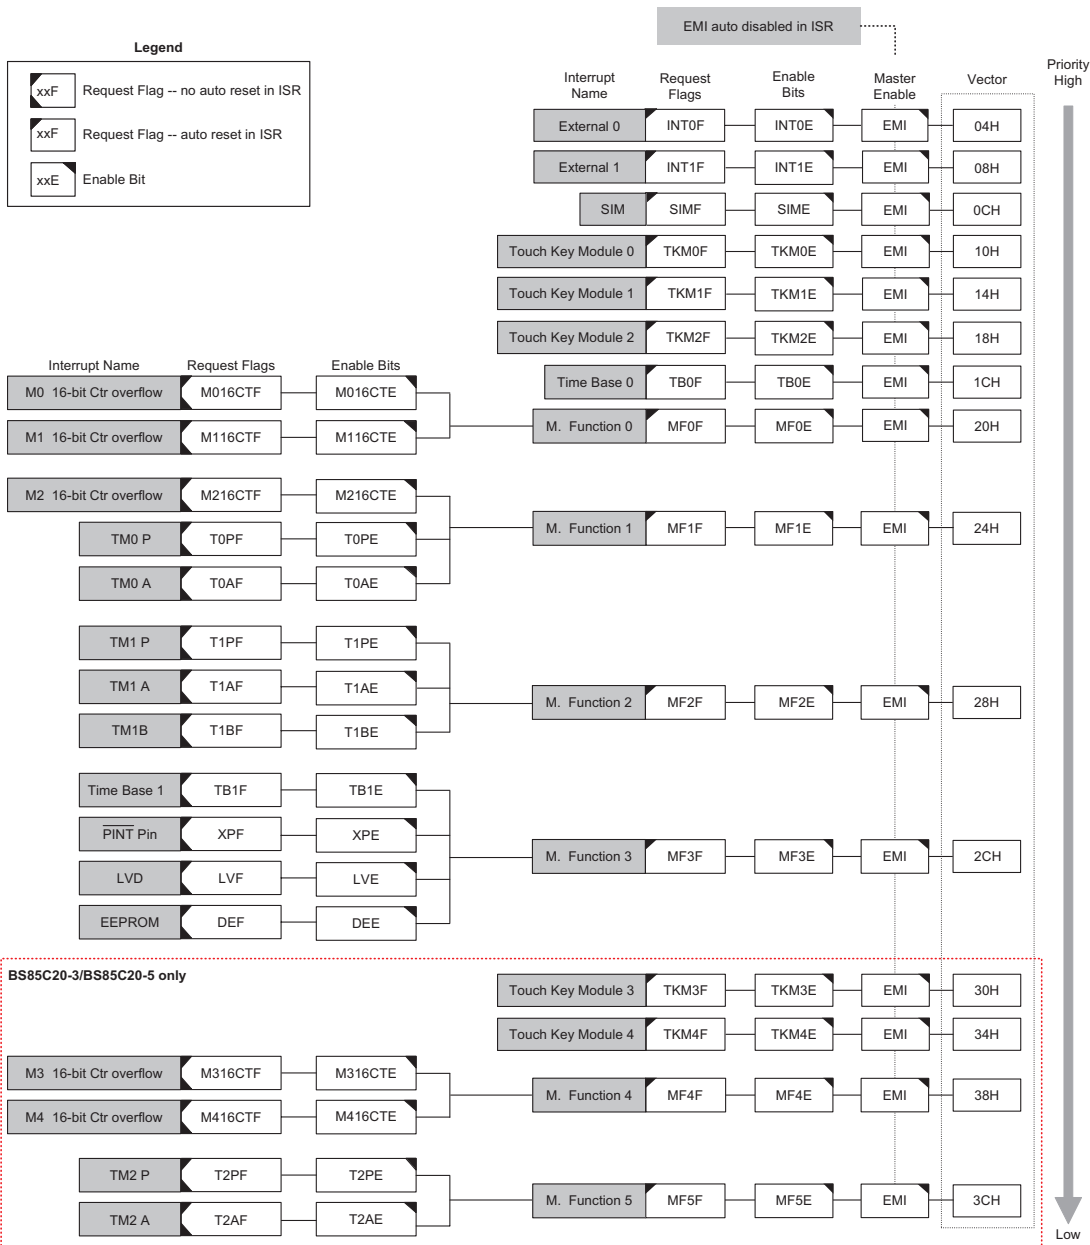 EMI auto disabled in ISR
Legend
xxF Request Flag -- no auto reset in ISR
xxF Request Flag -- auto reset in ISR
xxE Enable Bit
Priority High
Interrupt Name Request Flags Enable Bits Master Enable Vector
External 0 INT0F INT0E EMI 04H
External 1 INT1F INT1E EMI 08H
SIM SIMF SIME EMI 0CH
Touch Key Module 0 TKM0F TKM0E EMI 10H
Touch Key Module 1 TKM1F TKM1E EMI 14H
Touch Key Module 2 TKM2F TKM2E EMI 18H
Interrupt Name Request Flags Enable Bits
Time Base 0 TB0F TB0E EMI 1CH
M0 16-bit Ctr overflow M016CTF M016CTE
M. Function 0 MF0F MF0E EMI 20H
M1 16-bit Ctr overflow M116CTF M116CTE
M2 16-bit Ctr overflow M216CTF M216CTE
M. Function 1 MF1F MF1E EMI 24H
TM0 P T0PF T0PE
TM0 A T0AF T0AE
TM1 P T1PF T1PE
TM1 A T1AF T1AE
M. Function 2 MF2F MF2E EMI 28H
TM1B T1BF T1BE
Time Base 1 TB1F TB1E
PINT Pin XPF XPE
M. Function 3 MF3F MF3E EMI 2CH
LVD LVF LVE
EEPROM DEF DEE
BS85C20-3/BS85C20-5 only
Touch Key Module 3 TKM3F TKM3E EMI 30H
Touch Key Module 4 TKM4F TKM4E EMI 34H
M3 16-bit Ctr overflow M316CTF M316CTE
M. Function 4 MF4F MF4E EMI 38H
M4 16-bit Ctr overflow M416CTF M416CTE
TM2 P T2PF T2PE
M. Function 5 MF5F MF5E EMI 3CH
TM2 A T2AF T2AE
Low